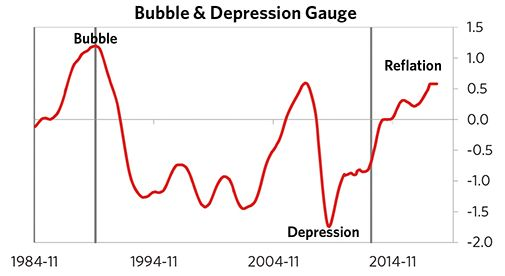 Bubble & Depression Gauge
Bubble
Reflation
Depression
1.5
1.0
0.5
0.0
-0.5
-1.0
-1.5
-2.0
1984-11 1994-11 2004-11 2014-11